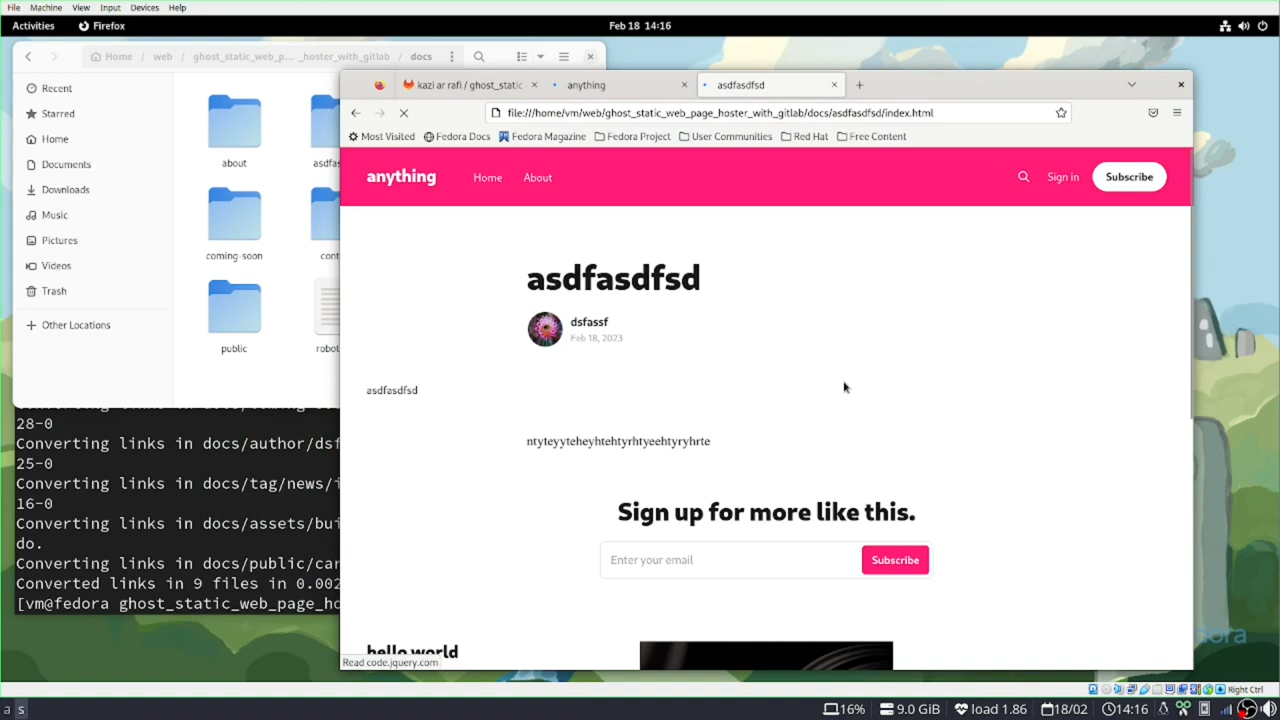 File Machine View Input Devices Help
Activities Firefox Feb 18 14:16
Home / web / ghost_static_web_p... _hoster_with_gitlab / docs
Recent
Starred
Home
Documents
Downloads
Music
Pictures
Videos
Trash
Other Locations
about
asdfas
coming-soon
cont
public
robot
kazi ar rafi / ghost_static
anything
asdfasdfsd
file:///home/vm/web/ghost_static_web_page_hoster_with_gitlab/docs/asdfasdfsd/index.html
Most Visited Fedora Docs Fedora Magazine Fedora Project User Communities Red Hat Free Content
anything Home About Sign in Subscribe
asdfasdfsd
dsfassf
Feb 18, 2023
asdfasdfsd
ntyteyyteheyhtehtyrhtyeehtyryhrte
Sign up for more like this.
Enter your email Subscribe
hello world
Read code.jquery.com
28-0
Converting links in docs/author/dsf
25-0
Converting links in docs/tag/news/i
16-0
Converting links in docs/assets/bui
do.
Converting links in docs/public/car
Converted links in 9 files in 0.002
[vm@fedora ghost_static_web_page_ho
dora
Right Ctrl
a s 16% 9.0 GiB load 1.86 18/02 14:16